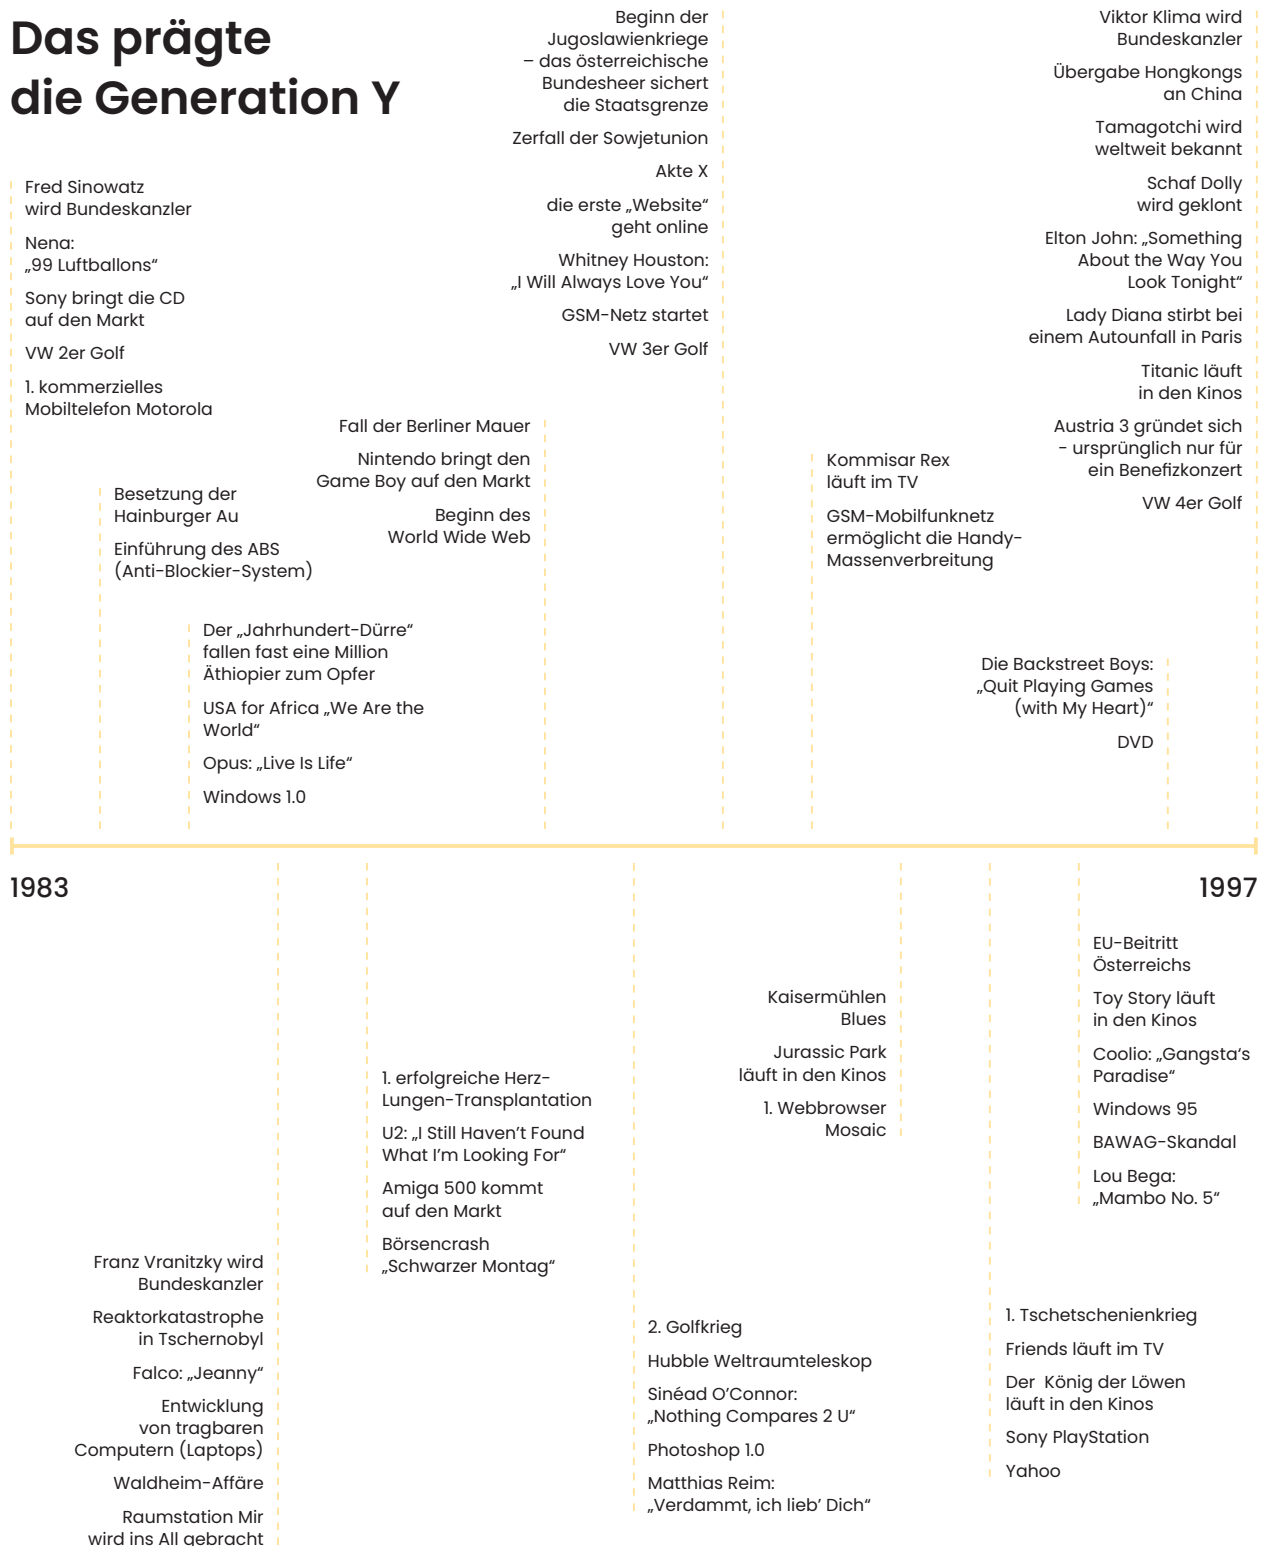 Das prägte
die Generation Y
Fred Sinowatz
wird Bundeskanzler
Nena:
„99 Luftballons“
Sony bringt die CD
auf den Markt
VW 2er Golf
1. kommerzielles
Mobiltelefon Motorola
Besetzung der
Hainburger Au
Einführung des ABS
(Anti-Blockier-System)
Der „Jahrhundert-Dürre“
fallen fast eine Million
Äthiopier zum Opfer
USA for Africa „We Are the
World“
Opus: „Live Is Life“
Windows 1.0
Fall der Berliner Mauer
Nintendo bringt den
Game Boy auf den Markt
Beginn des
World Wide Web
Beginn der
Jugoslawienkriege
– das österreichische
Bundesheer sichert
die Staatsgrenze
Zerfall der Sowjetunion
Akte X
die erste „Website“
geht online
Whitney Houston:
„I Will Always Love You“
GSM-Netz startet
VW 3er Golf
Kommisar Rex
läuft im TV
GSM-Mobilfunknetz
ermöglicht die Handy-
Massenverbreitung
Die Backstreet Boys:
„Quit Playing Games
(with My Heart)“
DVD
Viktor Klima wird
Bundeskanzler
Übergabe Hongkongs
an China
Tamagotchi wird
weltweit bekannt
Schaf Dolly
wird geklont
Elton John: „Something
About the Way You
Look Tonight“
Lady Diana stirbt bei
einem Autounfall in Paris
Titanic läuft
in den Kinos
Austria 3 gründet sich
- ursprünglich nur für
ein Benefizkonzert
VW 4er Golf
1983
1997
Franz Vranitzky wird
Bundeskanzler
Reaktorkatastrophe
in Tschernobyl
Falco: „Jeanny“
Entwicklung
von tragbaren
Computern (Laptops)
Waldheim-Affäre
Raumstation Mir
wird ins All gebracht
1. erfolgreiche Herz-
Lungen-Transplantation
U2: „I Still Haven’t Found
What I’m Looking For“
Amiga 500 kommt
auf den Markt
Börsencrash
„Schwarzer Montag“
2. Golfkrieg
Hubble Weltraumteleskop
Sinéad O’Connor:
„Nothing Compares 2 U“
Photoshop 1.0
Matthias Reim:
„Verdammt, ich lieb’ Dich“
Kaisermühlen
Blues
Jurassic Park
läuft in den Kinos
1. Webbrowser
Mosaic
1. Tschetschenienkrieg
Friends läuft im TV
Der  König der Löwen
läuft in den Kinos
Sony PlayStation
Yahoo
EU-Beitritt
Österreichs
Toy Story läuft
in den Kinos
Coolio: „Gangsta‘s
Paradise“
Windows 95
BAWAG-Skandal
Lou Bega:
„Mambo No. 5“